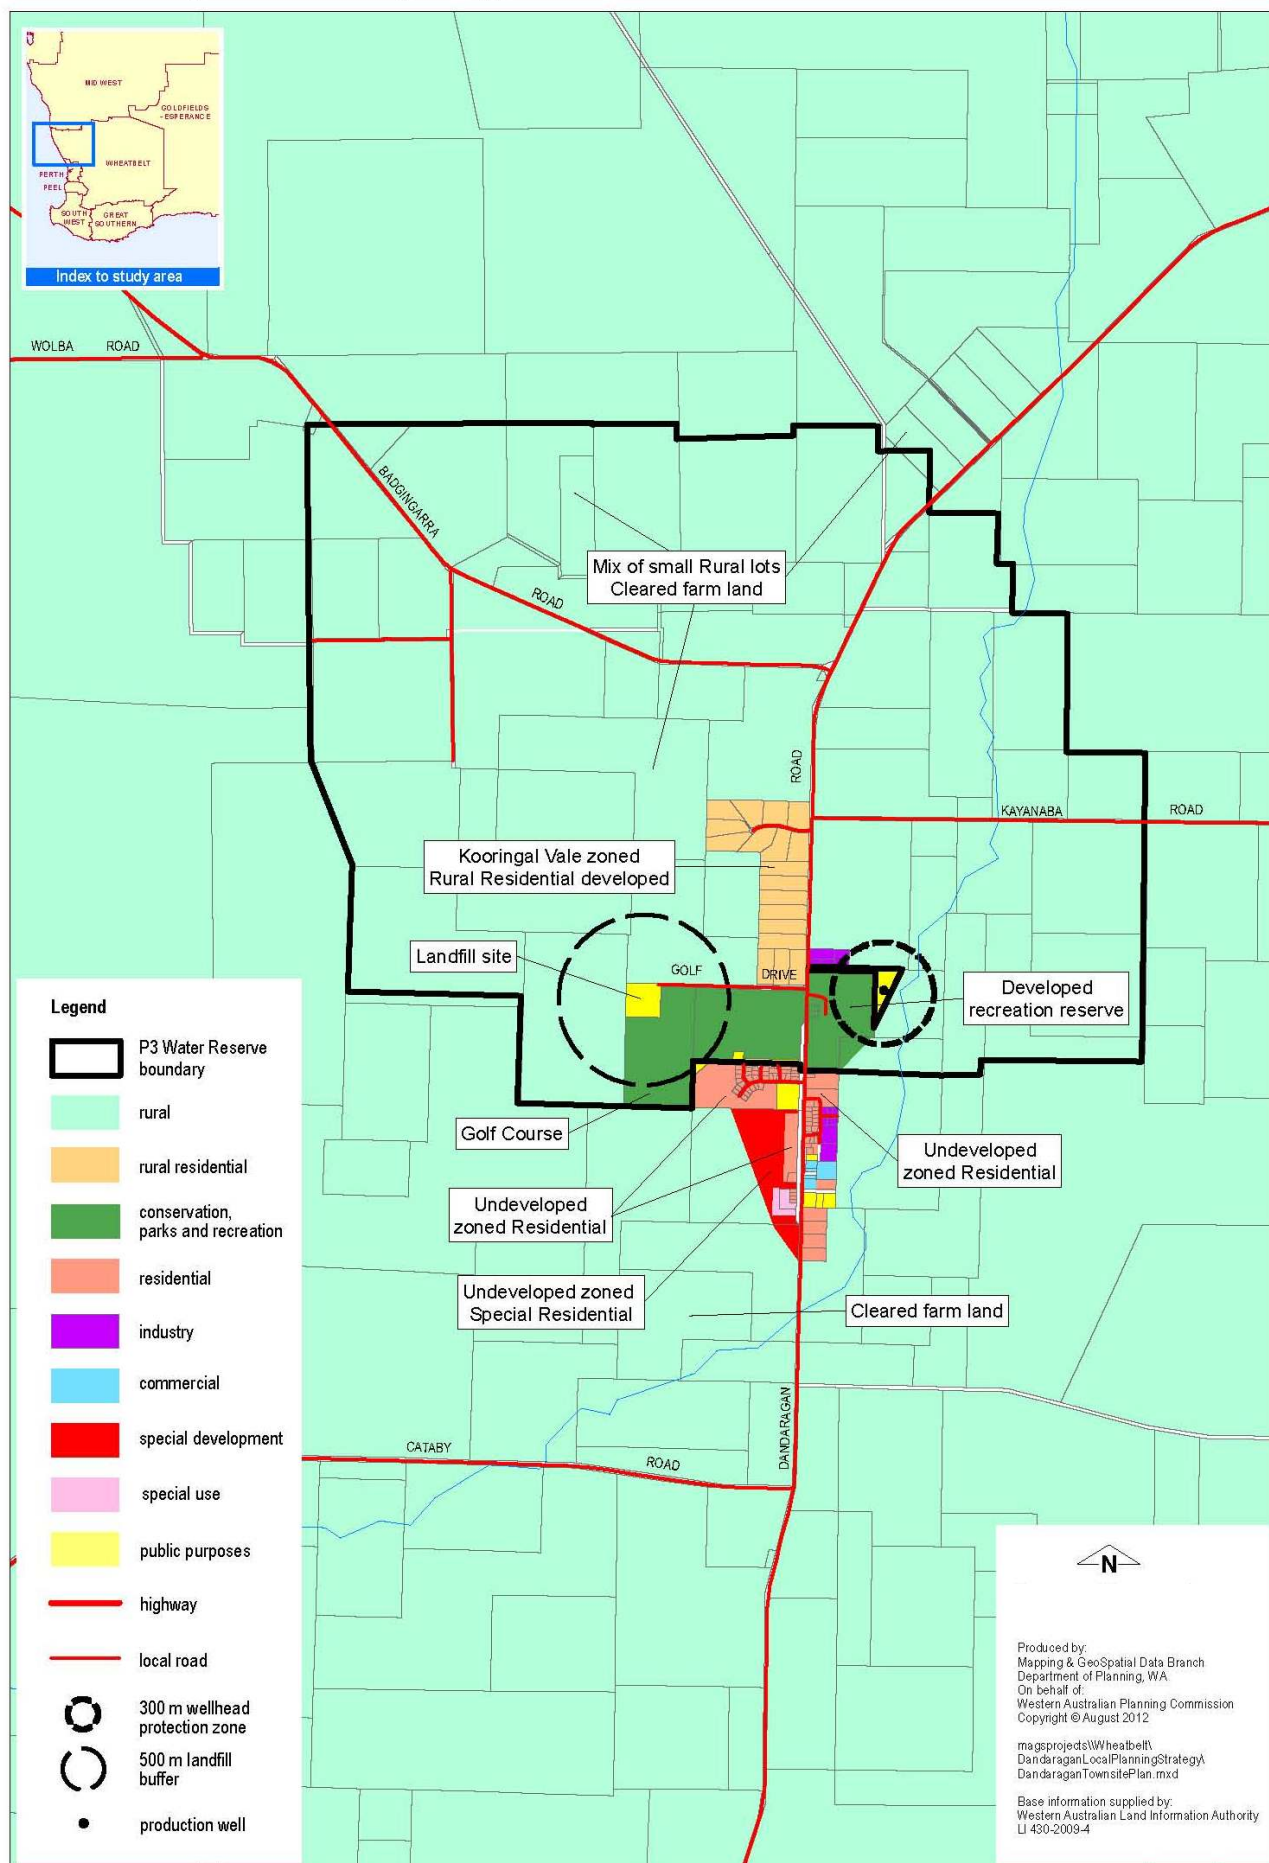 MID WEST
GOLDFIELDS
- ESPERANCE
WHEATBELT
PERTH
PEEL
SOUTH
WEST
GREAT
SOUTHERN
Index to study area
WOLBA ROAD
BADGINGARRA
ROAD
Mix of small Rural lots
Cleared farm land
ROAD
KAYANABA ROAD
Kooringal Vale zoned
Rural Residential developed
Landfill site
GOLF DRIVE
Developed
recreation reserve
Golf Course
Undeveloped
zoned Residential
Undeveloped
zoned Residential
Undeveloped zoned
Special Residential
Cleared farm land
DANDARAGAN
CATABY ROAD
Legend
P3 Water Reserve
boundary
rural
rural residential
conservation,
parks and recreation
residential
industry
commercial
special development
special use
public purposes
highway
local road
300 m wellhead
protection zone
500 m landfill
buffer
production well
N
Produced by:
Mapping & GeoSpatial Data Branch
Department of Planning, WA
On behalf of:
Western Australian Planning Commission
Copyright © August 2012
magsprojects\\Wheatbelt\
DandaraganLocalPlanningStrategy\
DandaraganTownsitePlan.mxd
Base information supplied by:
Western Australian Land Information Authority
LI 430-2009-4